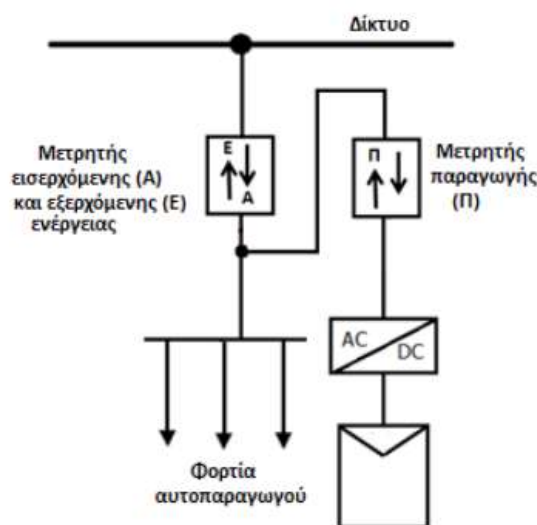 Δίκτυο
Μετρητής
εισερχόμενης (Α)
και εξερχόμενης (Ε)
ενέργειας
Ε
Α
Π
Μετρητής
παραγωγής
(Π)
AC
DC
Φορτία
αυτοπαραγωγού